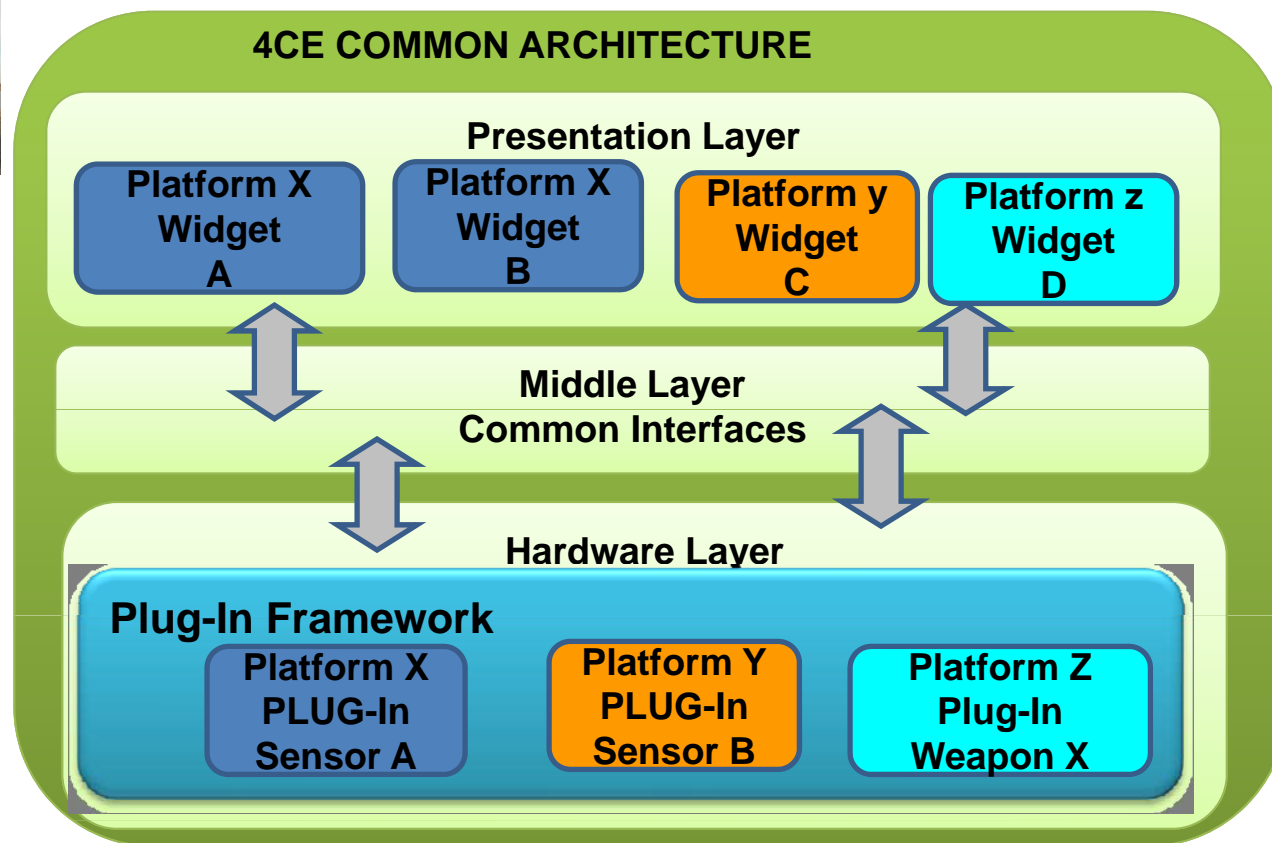 4CE COMMON ARCHITECTURE
Presentation Layer
Platform X
Widget
A
Platform X
Widget
B
Platform y
Widget
C
Platform z
Widget
D
Middle Layer
Common Interfaces
Hardware Layer
Plug-In Framework
Platform X
PLUG-In
Sensor A
Platform Y
PLUG-In
Sensor B
Platform Z
Plug-In
Weapon X